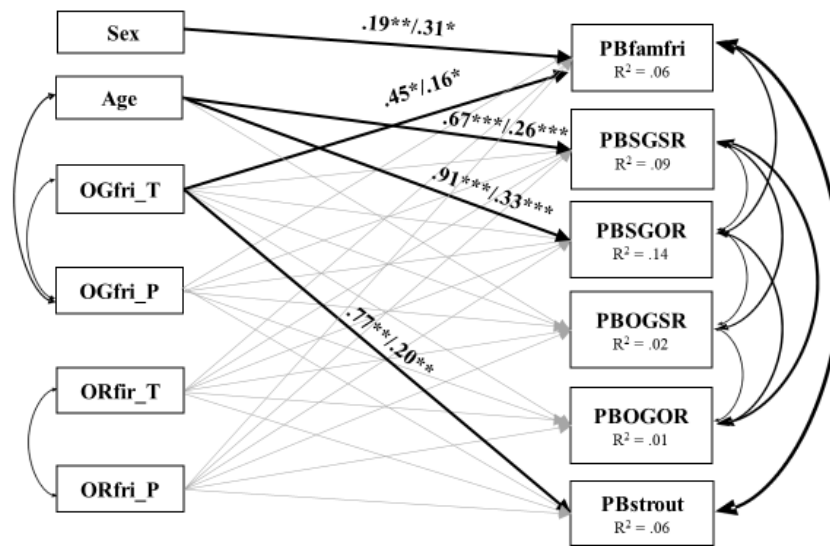 Sex
Age
OGfri_T
OGfri_P
ORfir_T
ORfri_P
.19**/.31*
.45*/.16*
.67***/.26***
.91***/.33***
.77**/.20**
PBfamfri
R² = .06
PBSGSR
R² = .09
PBSGOR
R² = .14
PBOGSR
R² = .02
PBOGOR
R² = .01
PBstrout
R² = .06